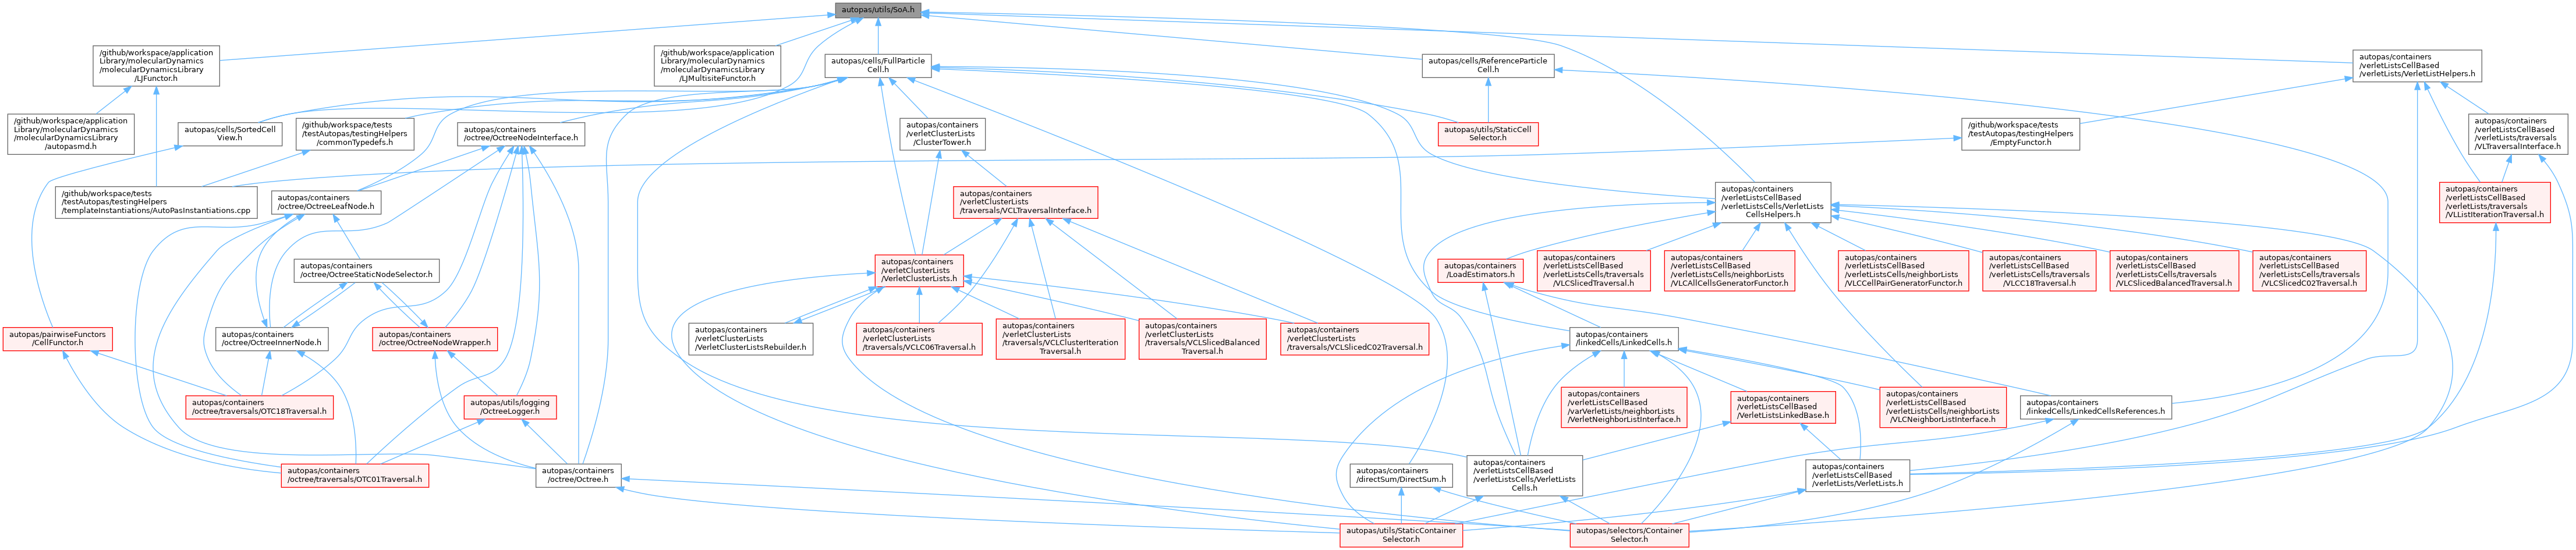 autopas/utils/SoA.h
/github/workspace/application
Library/molecularDynamics
/molecularDynamicsLibrary
/LJFunctor.h
/github/workspace/application
Library/molecularDynamics
/molecularDynamicsLibrary
/LJMultisiteFunctor.h
autopas/cells/FullParticle
Cell.h
autopas/cells/ReferenceParticle
Cell.h
autopas/containers
/verletListsCellBased
/verletLists/VerletListHelpers.h
/github/workspace/application
Library/molecularDynamics
/molecularDynamicsLibrary
/autopasmd.h
autopas/cells/SortedCell
View.h
/github/workspace/tests
/testAutopas/testingHelpers
/commonTypedefs.h
autopas/containers
/octree/OctreeNodeInterface.h
autopas/containers
/verletClusterLists
/ClusterTower.h
autopas/utils/StaticCell
Selector.h
/github/workspace/tests
/testAutopas/testingHelpers
/EmptyFunctor.h
autopas/containers
/verletListsCellBased
/verletLists/traversals
/VLTraversalInterface.h
/github/workspace/tests
/testAutopas/testingHelpers
/templateInstantiations/AutoPasInstantiations.cpp
autopas/containers
/octree/OctreeLeafNode.h
autopas/containers
/verletClusterLists
/traversals/VCLTraversalInterface.h
autopas/containers
/verletListsCellBased
/verletListsCells/VerletLists
CellsHelpers.h
autopas/containers
/verletListsCellBased
/verletLists/traversals
/VLListIterationTraversal.h
autopas/containers
/octree/OctreeStaticNodeSelector.h
autopas/containers
/verletClusterLists
/VerletClusterLists.h
autopas/containers
/LoadEstimators.h
autopas/containers
/verletListsCellBased
/verletListsCells/traversals
/VLCSlicedTraversal.h
autopas/containers
/verletListsCellBased
/verletListsCells/neighborLists
/VLCAllCellsGeneratorFunctor.h
autopas/containers
/verletListsCellBased
/verletListsCells/neighborLists
/VLCCellPairGeneratorFunctor.h
autopas/containers
/verletListsCellBased
/verletListsCells/traversals
/VLCC18Traversal.h
autopas/containers
/verletListsCellBased
/verletListsCells/traversals
/VLCSlicedBalancedTraversal.h
autopas/containers
/verletListsCellBased
/verletListsCells/traversals
/VLCSlicedC02Traversal.h
autopas/pairwiseFunctors
/CellFunctor.h
autopas/containers
/octree/OctreeInnerNode.h
autopas/containers
/octree/OctreeNodeWrapper.h
autopas/containers
/verletClusterLists
/VerletClusterListsRebuilder.h
autopas/containers
/verletClusterLists
/traversals/VCLC06Traversal.h
autopas/containers
/verletClusterLists
/traversals/VCLClusterIteration
Traversal.h
autopas/containers
/verletClusterLists
/traversals/VCLSlicedBalanced
Traversal.h
autopas/containers
/verletClusterLists
/traversals/VCLSlicedC02Traversal.h
autopas/containers
/linkedCells/LinkedCells.h
autopas/containers
/octree/traversals/OTC18Traversal.h
autopas/utils/logging
/OctreeLogger.h
autopas/containers
/verletListsCellBased
/varVerletLists/neighborLists
/VerletNeighborListInterface.h
autopas/containers
/verletListsCellBased
/VerletListsLinkedBase.h
autopas/containers
/verletListsCellBased
/verletListsCells/neighborLists
/VLCNeighborListInterface.h
autopas/containers
/linkedCells/LinkedCellsReferences.h
autopas/containers
/octree/traversals/OTC01Traversal.h
autopas/containers
/octree/Octree.h
autopas/containers
/directSum/DirectSum.h
autopas/containers
/verletListsCellBased
/verletListsCells/VerletLists
Cells.h
autopas/containers
/verletListsCellBased
/verletLists/VerletLists.h
autopas/utils/StaticContainer
Selector.h
autopas/selectors/Container
Selector.h